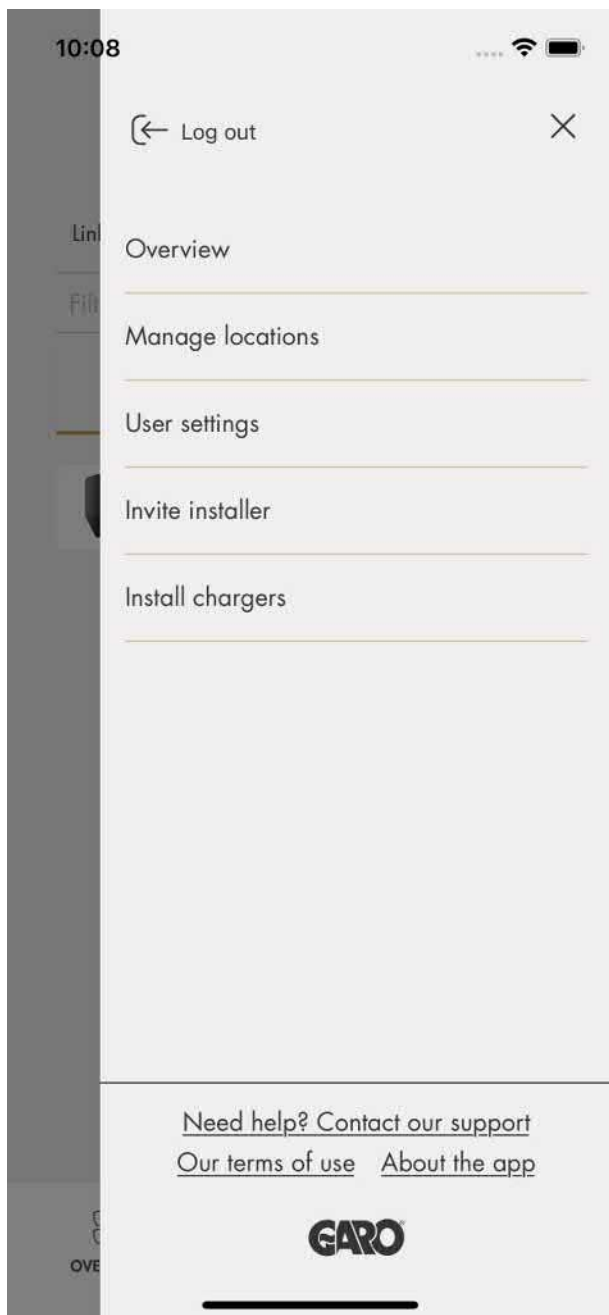 10:08
Log out
Overview
Manage locations
User settings
Invite installer
Install chargers
Need help? Contact our support
Our terms of use About the app
GARO